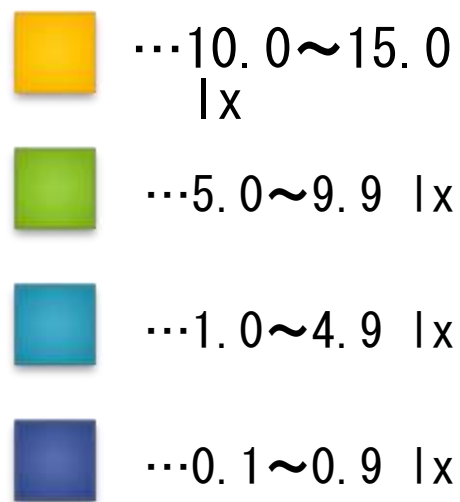 …10.0～15.0
lx
…5.0～9.9 lx
…1.0～4.9 lx
…0.1～0.9 lx